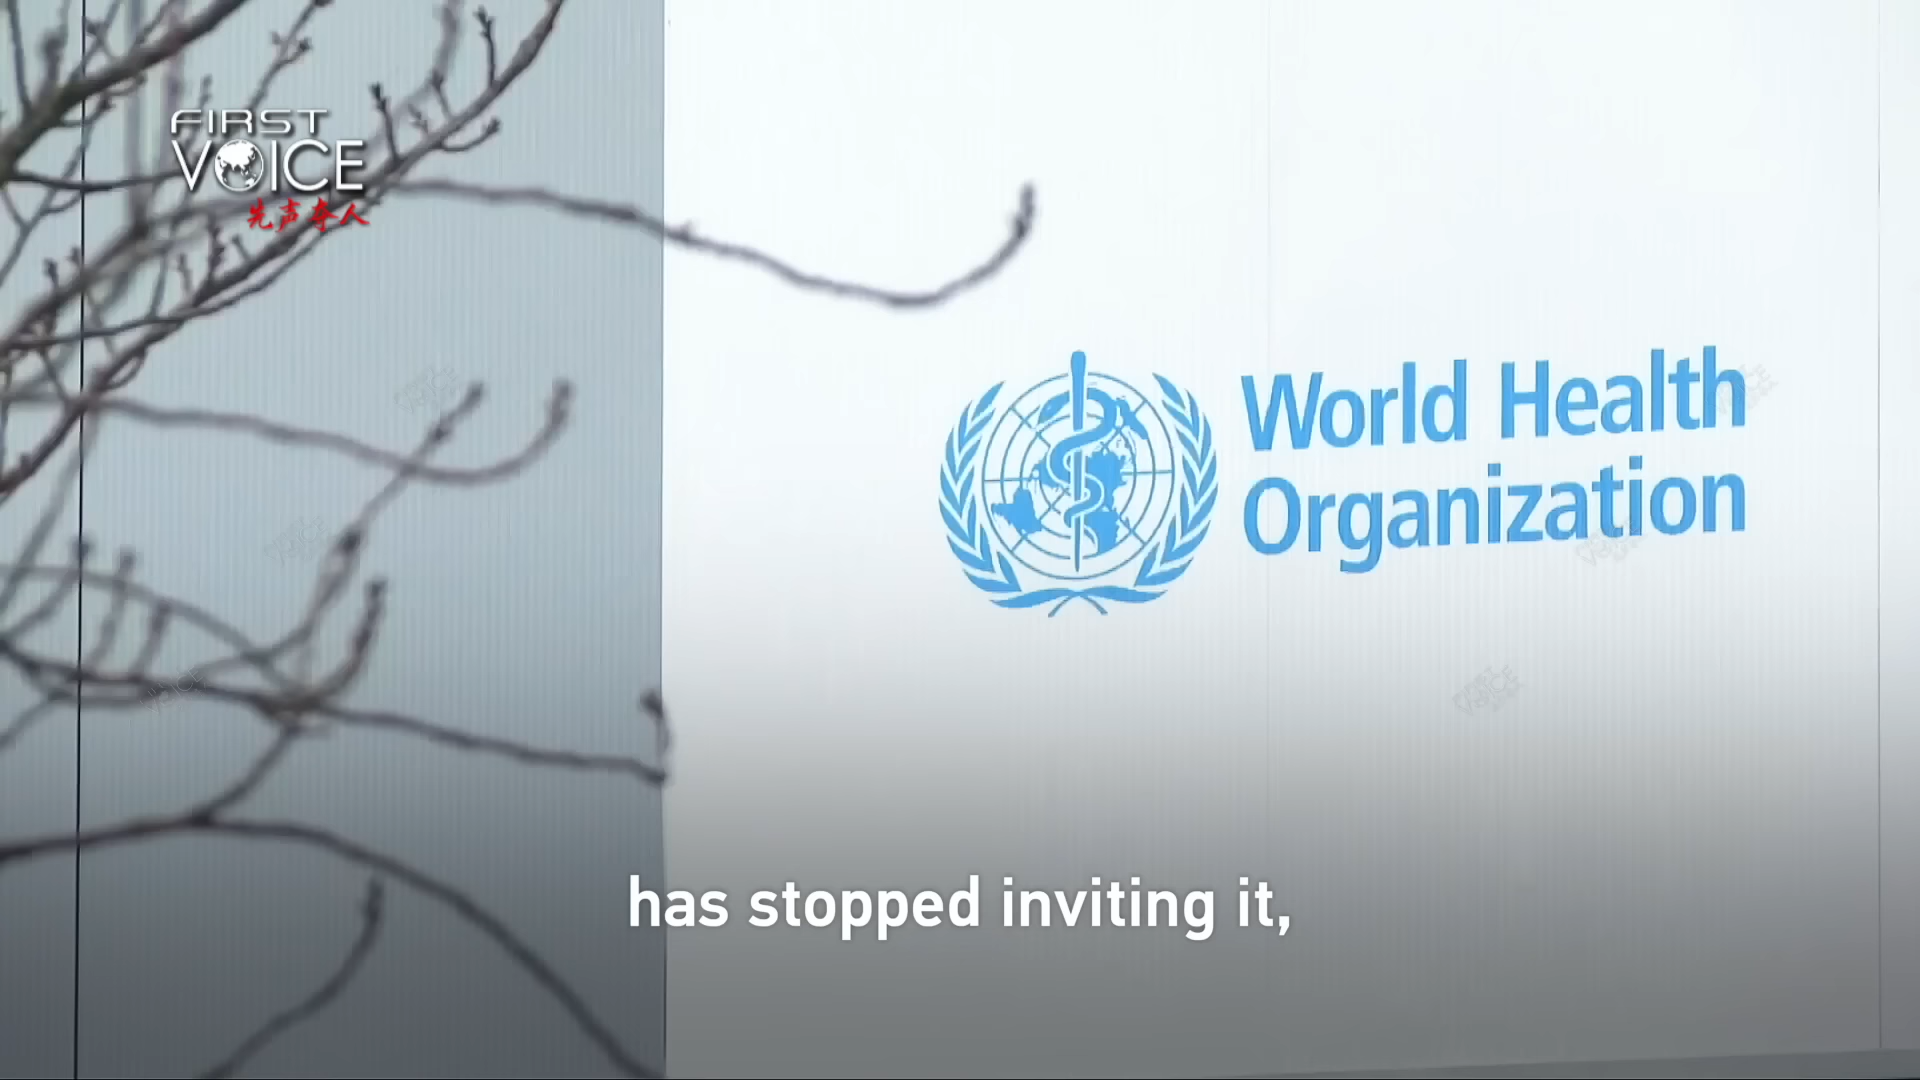 FIRST
VOICE
先声夺人
World Health
Organization
has stopped inviting it,